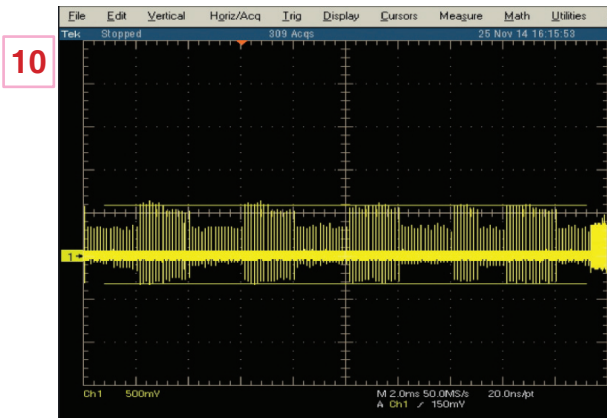 10
File Edit Vertical Horiz/Acq Trig Display Cursors Measure Math Utilities
Tek Stopped 309 Acqs 25 Nov 14 16:15:53
1→
Ch1 500mV M 2.0ms 50.0MS/s 20.0ns/pt
A Ch1 ∕ 150mV